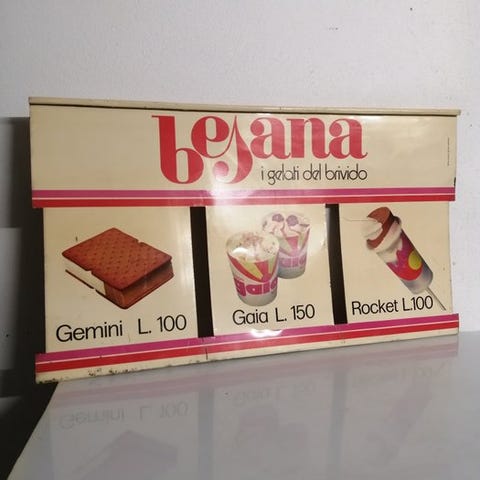 besana
i gelati del brivido
Gemini L. 100
Gaia L. 150
Rocket L.100